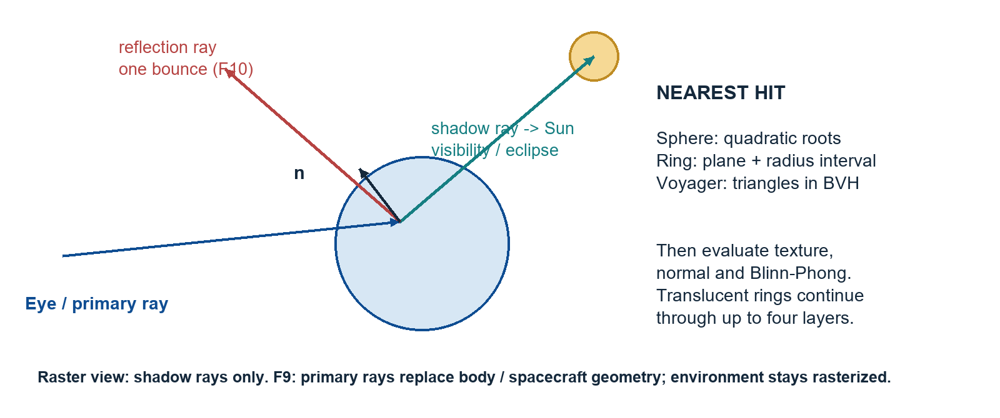 reflection ray
one bounce (F10)
shadow ray -> Sun
visibility / eclipse
n
Eye / primary ray
NEAREST HIT
Sphere: quadratic roots
Ring: plane + radius interval
Voyager: triangles in BVH
Then evaluate texture,
normal and Blinn-Phong.
Translucent rings continue
through up to four layers.
Raster view: shadow rays only. F9: primary rays replace body / spacecraft geometry; environment stays rasterized.